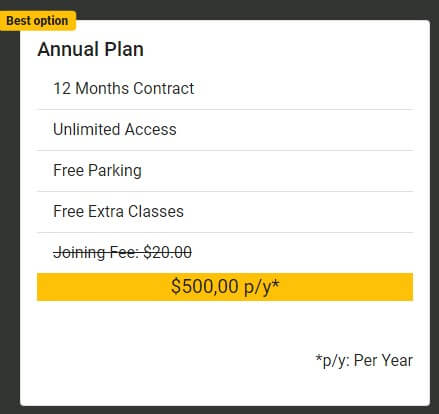 Best option
Annual Plan
12 Months Contract
Unlimited Access
Free Parking
Free Extra Classes
Joining Fee: $20.00
$500,00 p/y*
*p/y: Per Year